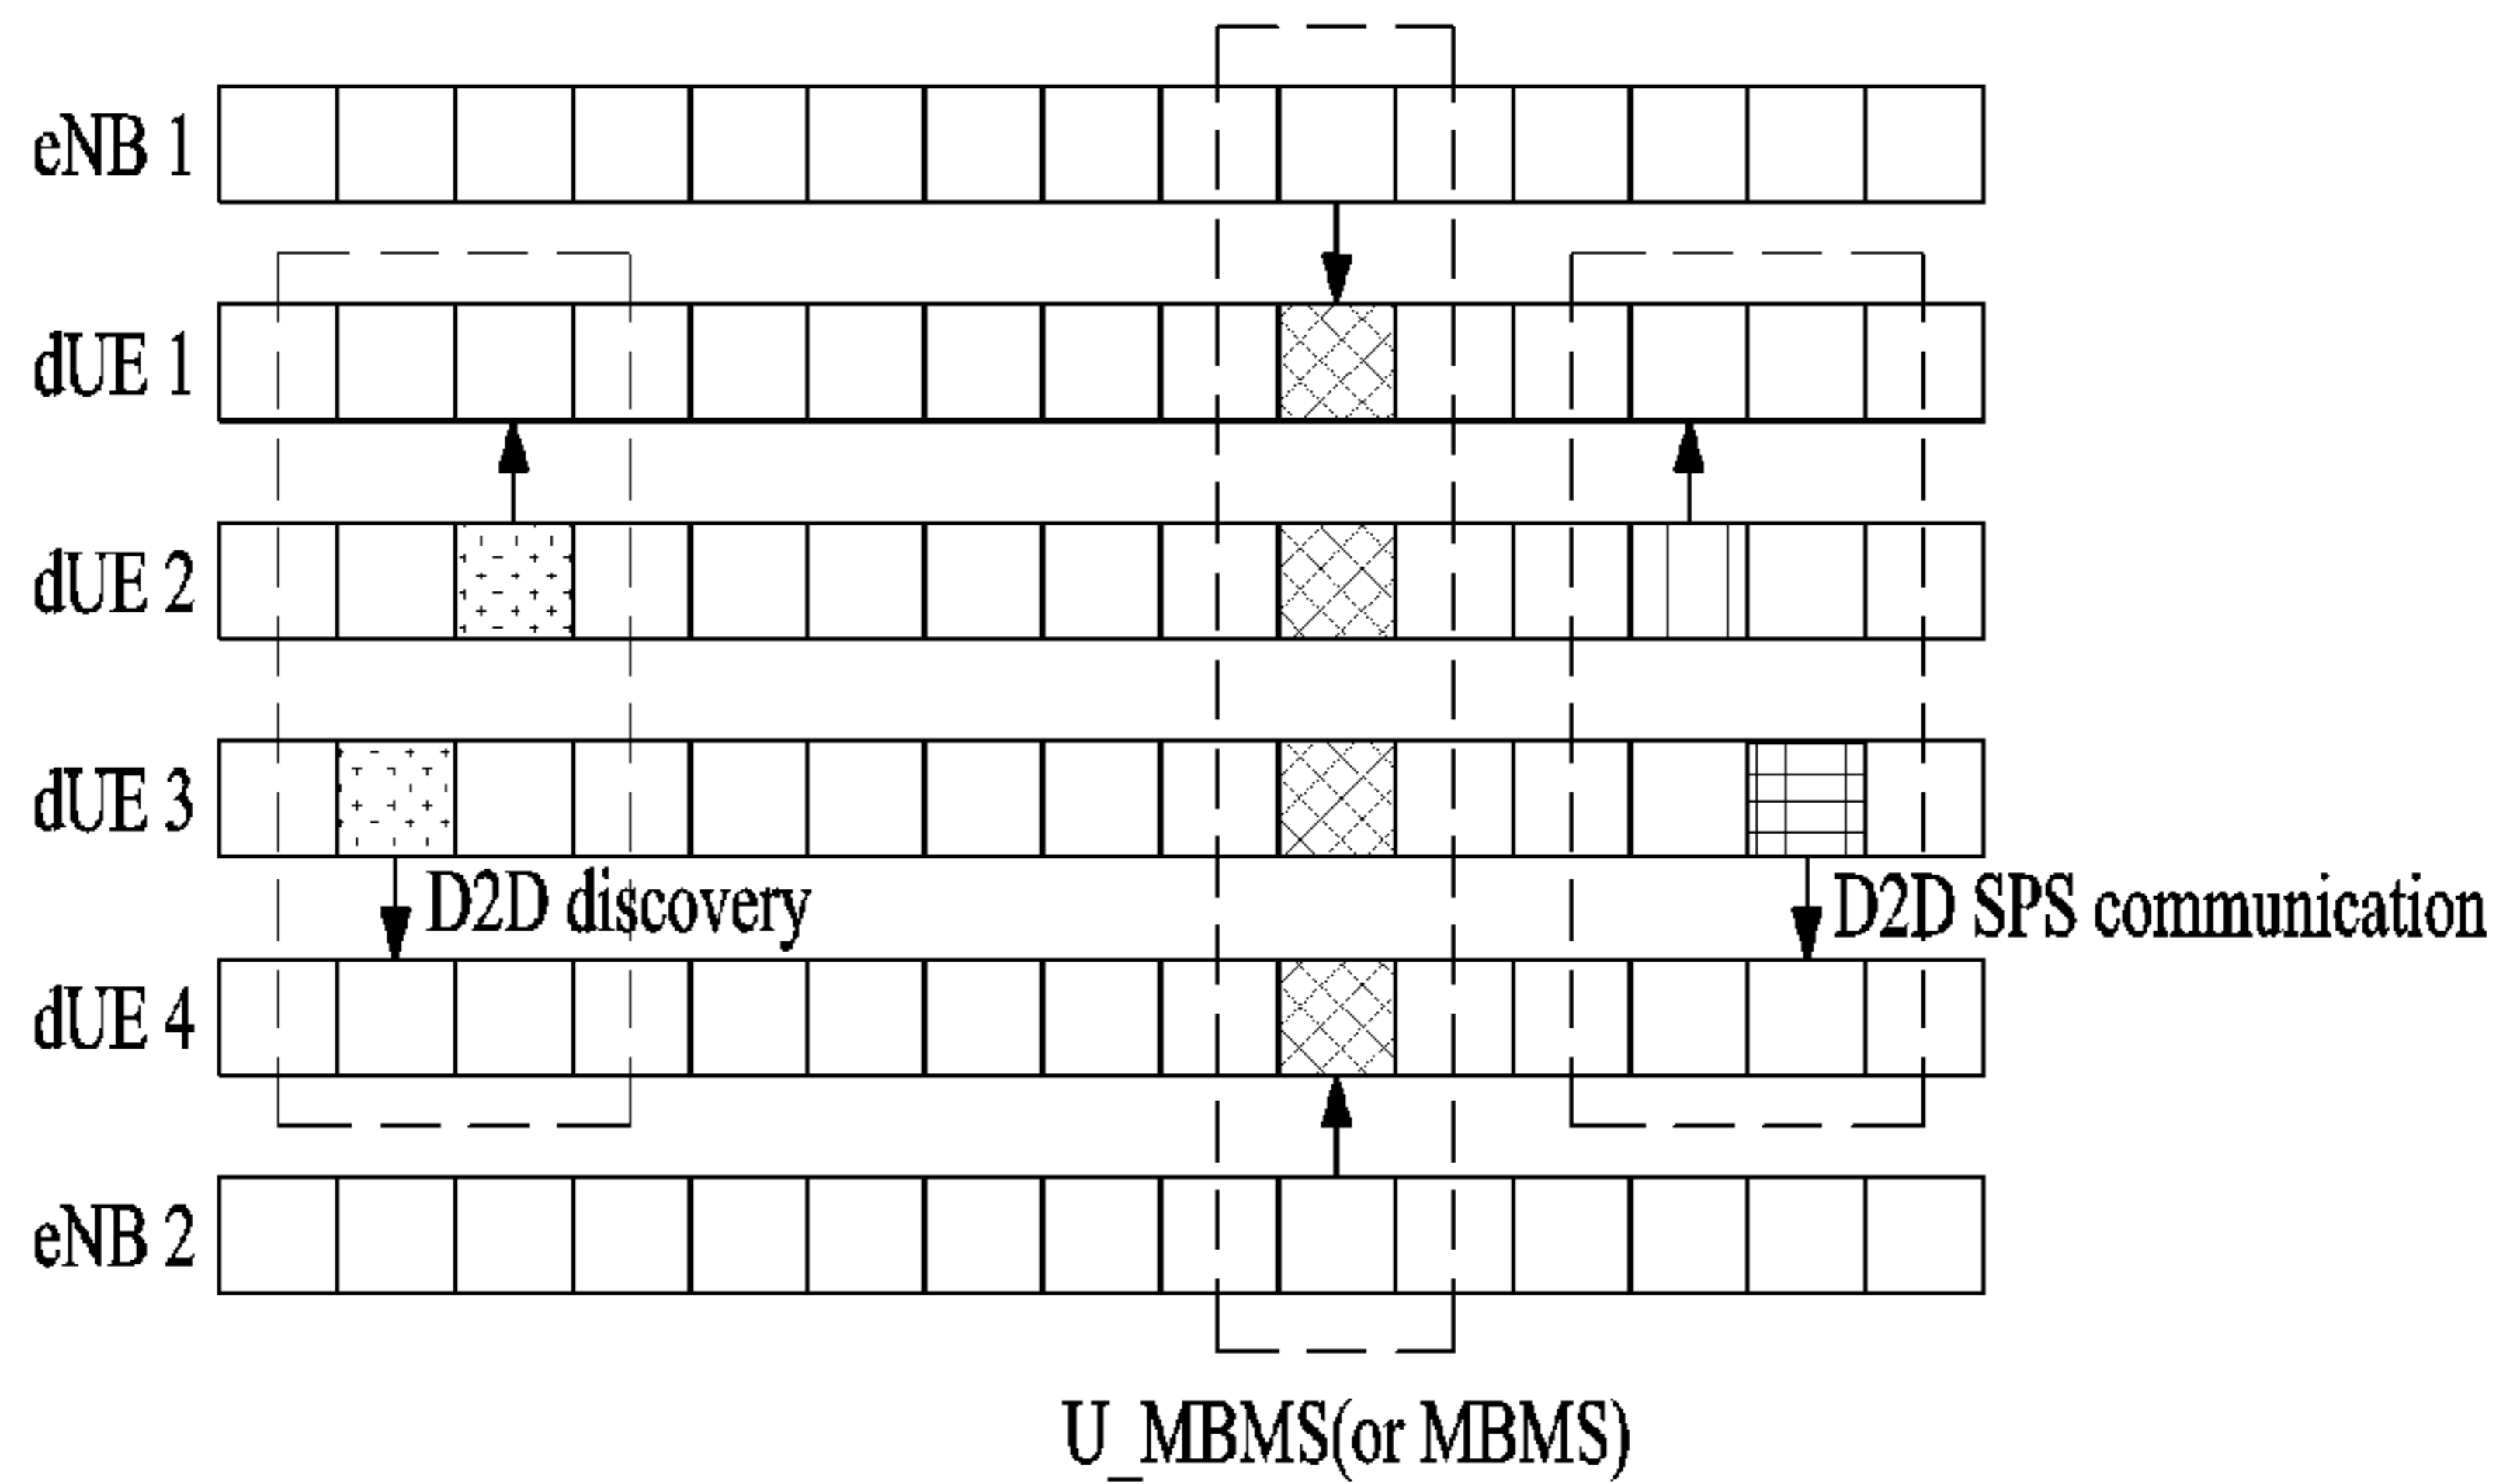 eNB 1
dUE 1
dUE 2
dUE 3
D2D discovery
D2D SPS communication
dUE 4
eNB 2
U_MBMS(or MBMS)